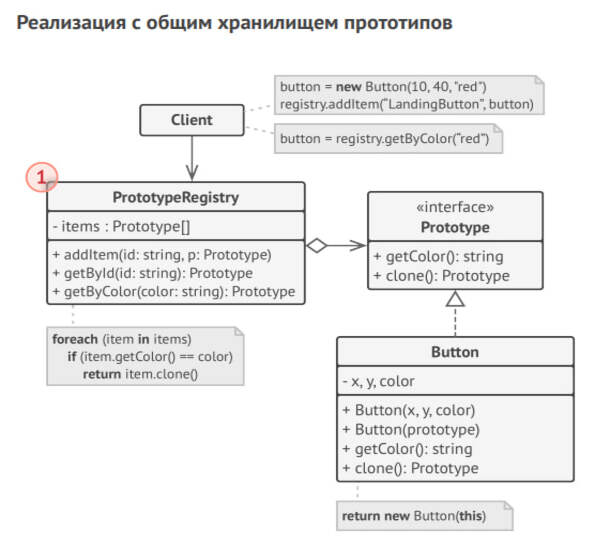 Реализация с общим хранилищем прототипов
button = new Button(10, 40, "red")
registry.addItem(“LandingButton”, button)
Client
button = registry.getByColor(“red”)
1
PrototypeRegistry
- items : Prototype[]
+ addItem(id: string, p: Prototype)
+ getById(id: string): Prototype
+ getByColor(color: string): Prototype
«interface»
Prototype
+ getColor(): string
+ clone(): Prototype
foreach (item in items)
if (item.getColor() == color)
return item.clone()
Button
- x, y, color
+ Button(x, y, color)
+ Button(prototype)
+ getColor(): string
+ clone(): Prototype
return new Button(this)